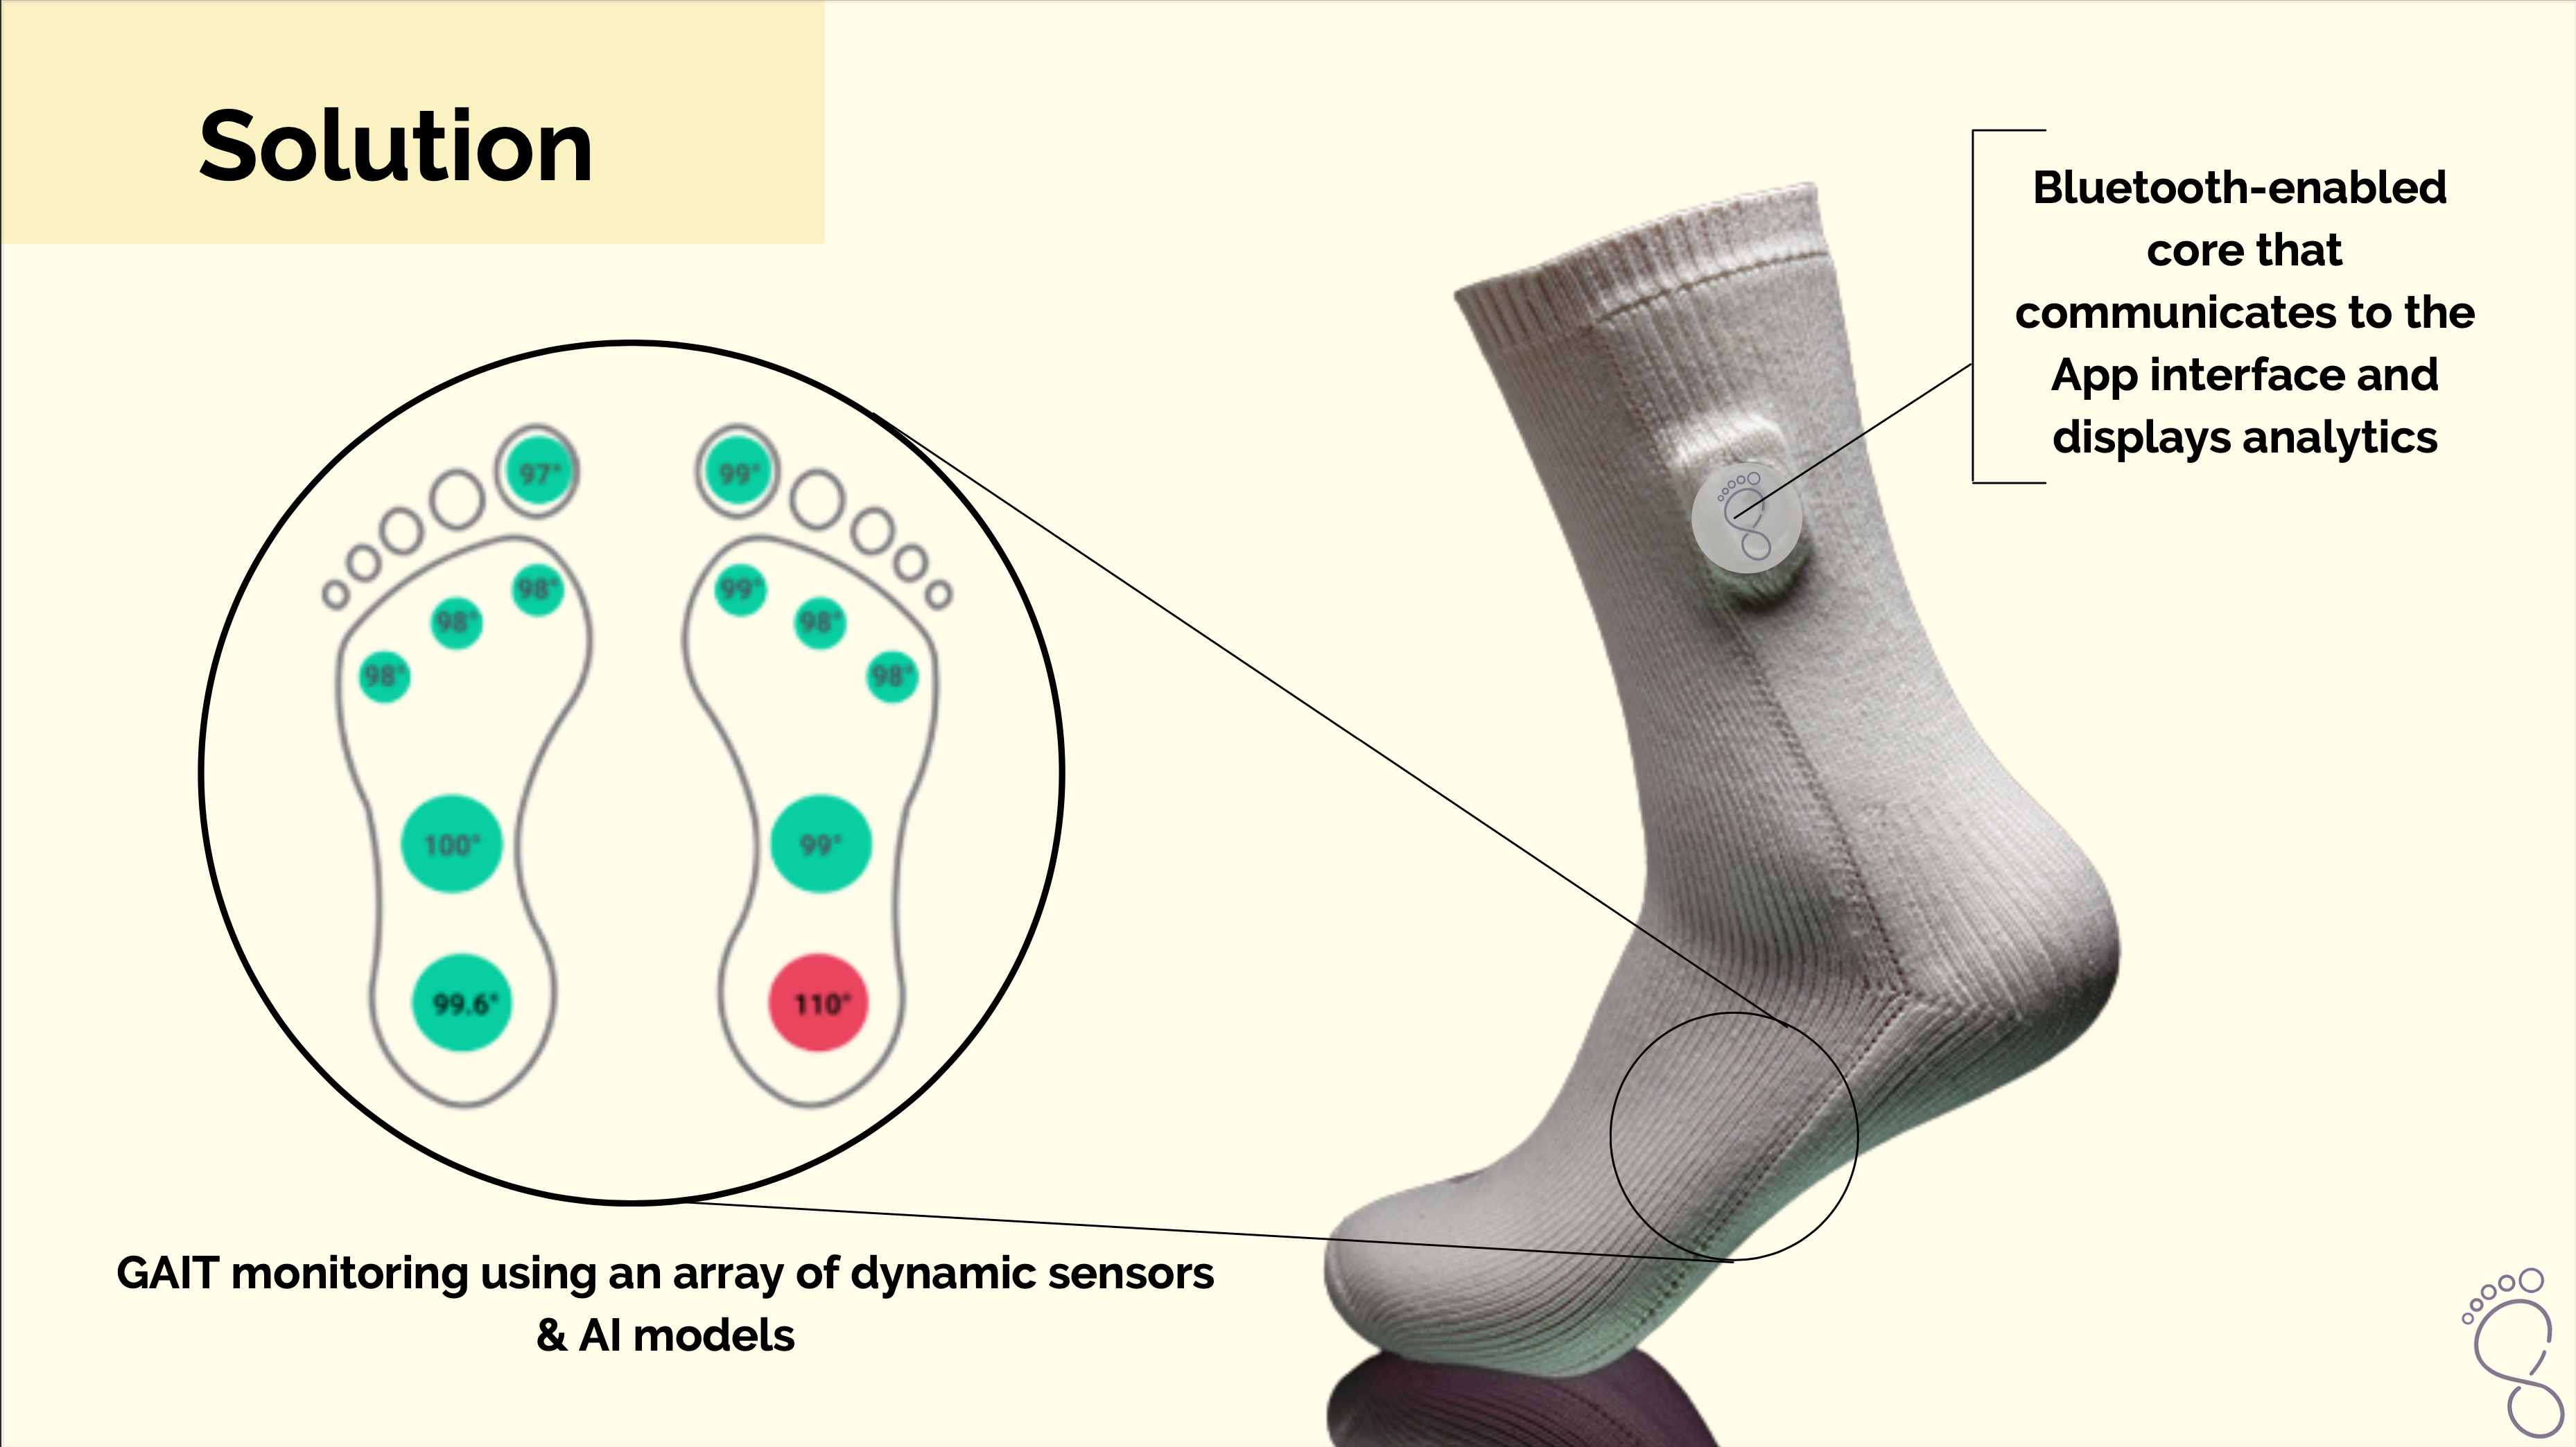 Solution
Bluetooth-enabled
core that
communicates to the
App interface and
displays analytics
97° 99°
98° 99°
98° 98°
98° 98°
100° 99°
99.6° 110°
GAIT monitoring using an array of dynamic sensors
& AI models